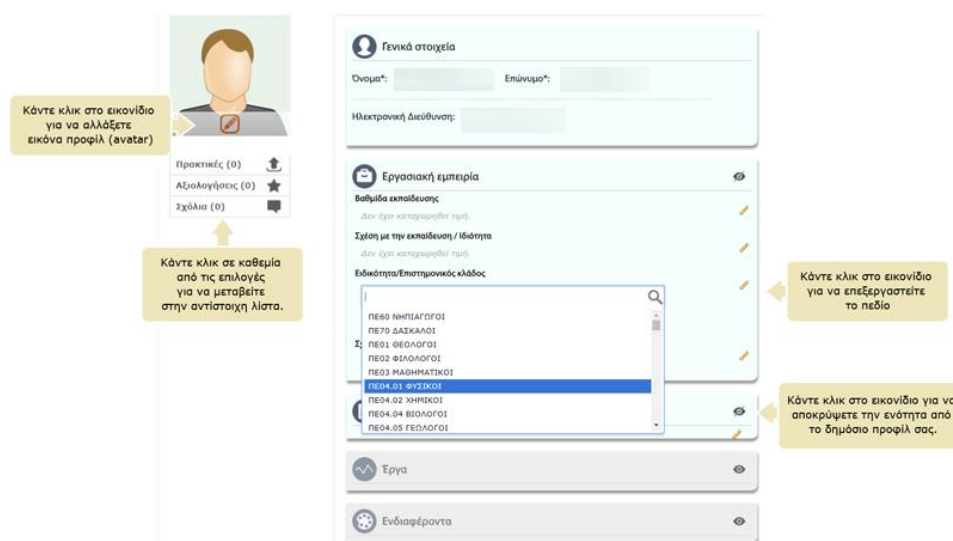 Κάντε κλικ στο εικονίδιο
για να αλλάξετε
εικόνα προφίλ (avatar)
Πρακτικές (0)
Αξιολογήσεις (0)
Σχόλια (0)
Κάντε κλικ σε καθεμία
από τις επιλογές
για να μεταβείτε
στην αντίστοιχη λίστα.
Γενικά στοιχεία
Όνομα*: Επώνυμο*:
Ηλεκτρονική Διεύθυνση:
Εργασιακή εμπειρία
Βαθμίδα εκπαίδευσης
Δεν έχει καταχωρηθεί τιμή.
Σχέση με την εκπαίδευση / ιδιότητα
Δεν έχει καταχωρηθεί τιμή.
Ειδικότητα/Επιστημονικός κλάδος
ΠΕ60 ΝΗΠΙΑΓΩΓΟΙ
ΠΕ70 ΔΑΣΚΑΛΟΙ
ΠΕ01 ΘΕΟΛΟΓΟΙ
ΠΕ02 ΦΙΛΟΛΟΓΟΙ
ΠΕ03 ΜΑΘΗΜΑΤΙΚΟΙ
ΠΕ04.01 ΦΥΣΙΚΟΙ
ΠΕ04.02 ΧΗΜΙΚΟΙ
ΠΕ04.04 ΒΙΟΛΟΓΟΙ
ΠΕ04.05 ΓΕΩΛΟΓΟΙ
Έργα
Ενδιαφέροντα
Κάντε κλικ στο εικονίδιο
για να επεξεργαστείτε
το πεδίο
Κάντε κλικ στο εικονίδιο για να
αποκρύψετε την ενότητα από
το δημόσιο προφίλ σας.